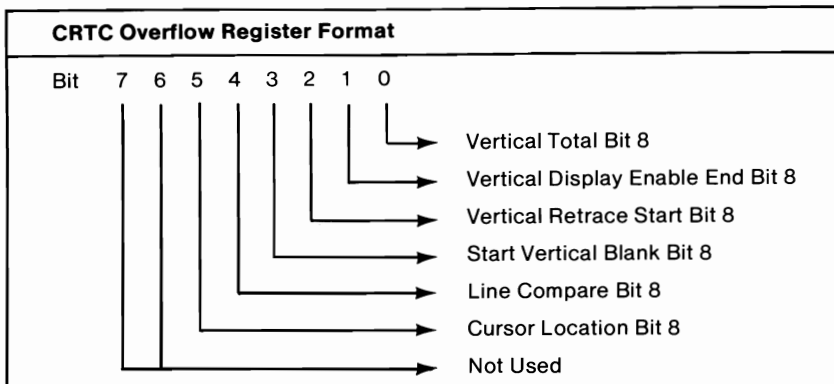 CRTC Overflow Register Format
Bit 7 6 5 4 3 2 1 0
Vertical Total Bit 8
Vertical Display Enable End Bit 8
Vertical Retrace Start Bit 8
Start Vertical Blank Bit 8
Line Compare Bit 8
Cursor Location Bit 8
Not Used